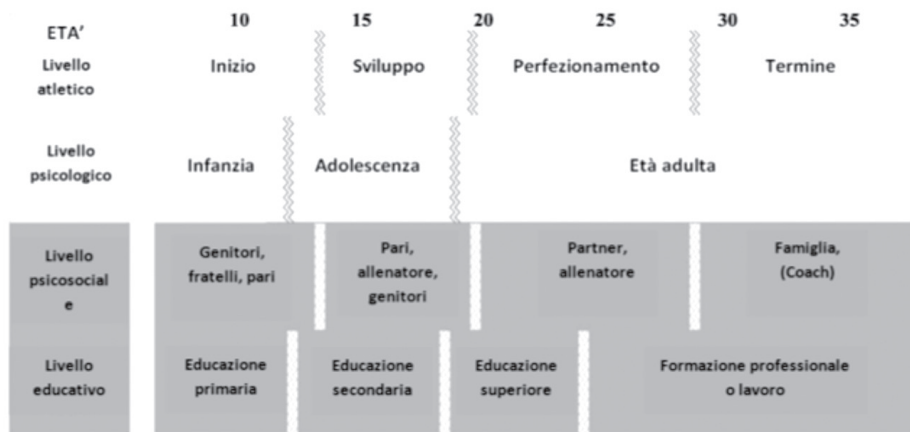 ETA’ 10 15 20 25 30 35
Livello
atletico
Inizio Sviluppo Perfezionamento Termine
Livello
psicologico
Infanzia Adolescenza Età adulta
Livello
psicosocial
e
Genitori,
fratelli, pari
Pari,
allenatore,
genitori
Partner,
allenatore
Famiglia,
(Coach)
Livello
educativo
Educazione
primaria
Educazione
secondaria
Educazione
superiore
Formazione professionale
o lavoro